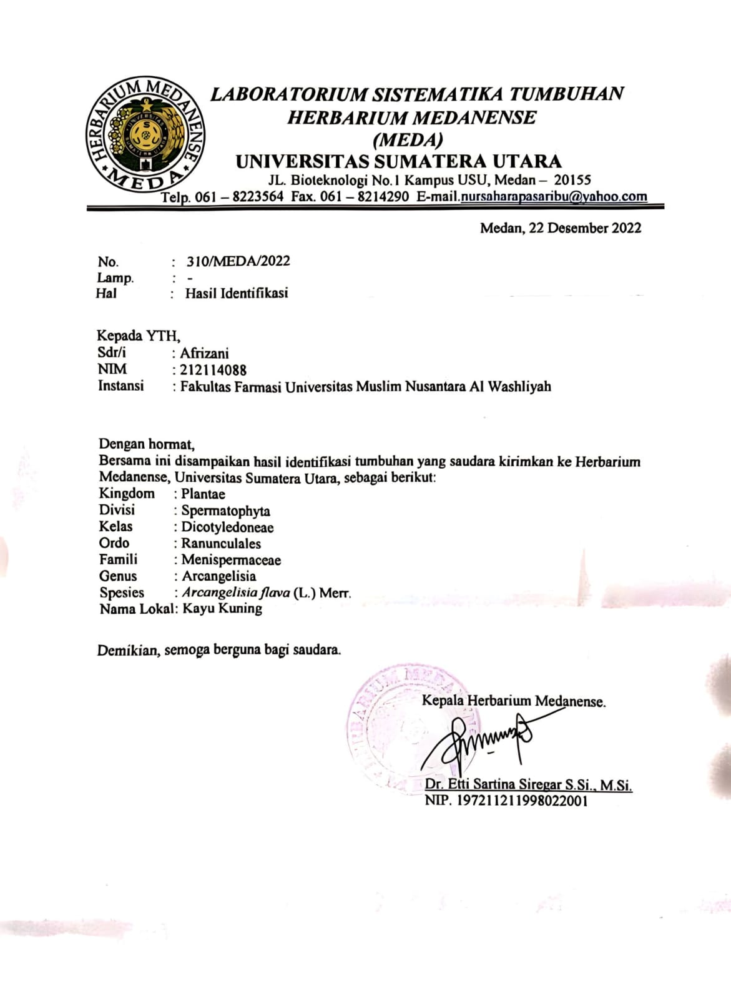 HERBARIUM MEDANENSE
MEDA
UNIVERSITAS
SUMATERA UTARA
LABORATORIUM SISTEMATIKA TUMBUHAN
HERBARIUM MEDANENSE
(MEDA)
UNIVERSITAS SUMATERA UTARA
JL. Bioteknologi No.1 Kampus USU, Medan – 20155
Telp. 061 – 8223564 Fax. 061 – 8214290 E-mail.nursaharapasaribu@yahoo.com
Medan, 22 Desember 2022
No. : 310/MEDA/2022
Lamp. : -
Hal : Hasil Identifikasi
Kepada YTH,
Sdr/i : Afrizani
NIM : 212114088
Instansi : Fakultas Farmasi Universitas Muslim Nusantara Al Washliyah
Dengan hormat,
Bersama ini disampaikan hasil identifikasi tumbuhan yang saudara kirimkan ke Herbarium
Medanense, Universitas Sumatera Utara, sebagai berikut:
Kingdom : Plantae
Divisi : Spermatophyta
Kelas : Dicotyledoneae
Ordo : Ranunculales
Famili : Menispermaceae
Genus : Arcangelisia
Spesies : Arcangelisia flava (L.) Merr.
Nama Lokal: Kayu Kuning
Demikian, semoga berguna bagi saudara.
Kepala Herbarium Medanense.
Dr. Etti Sartina Siregar S.Si., M.Si.
NIP. 197211211998022001